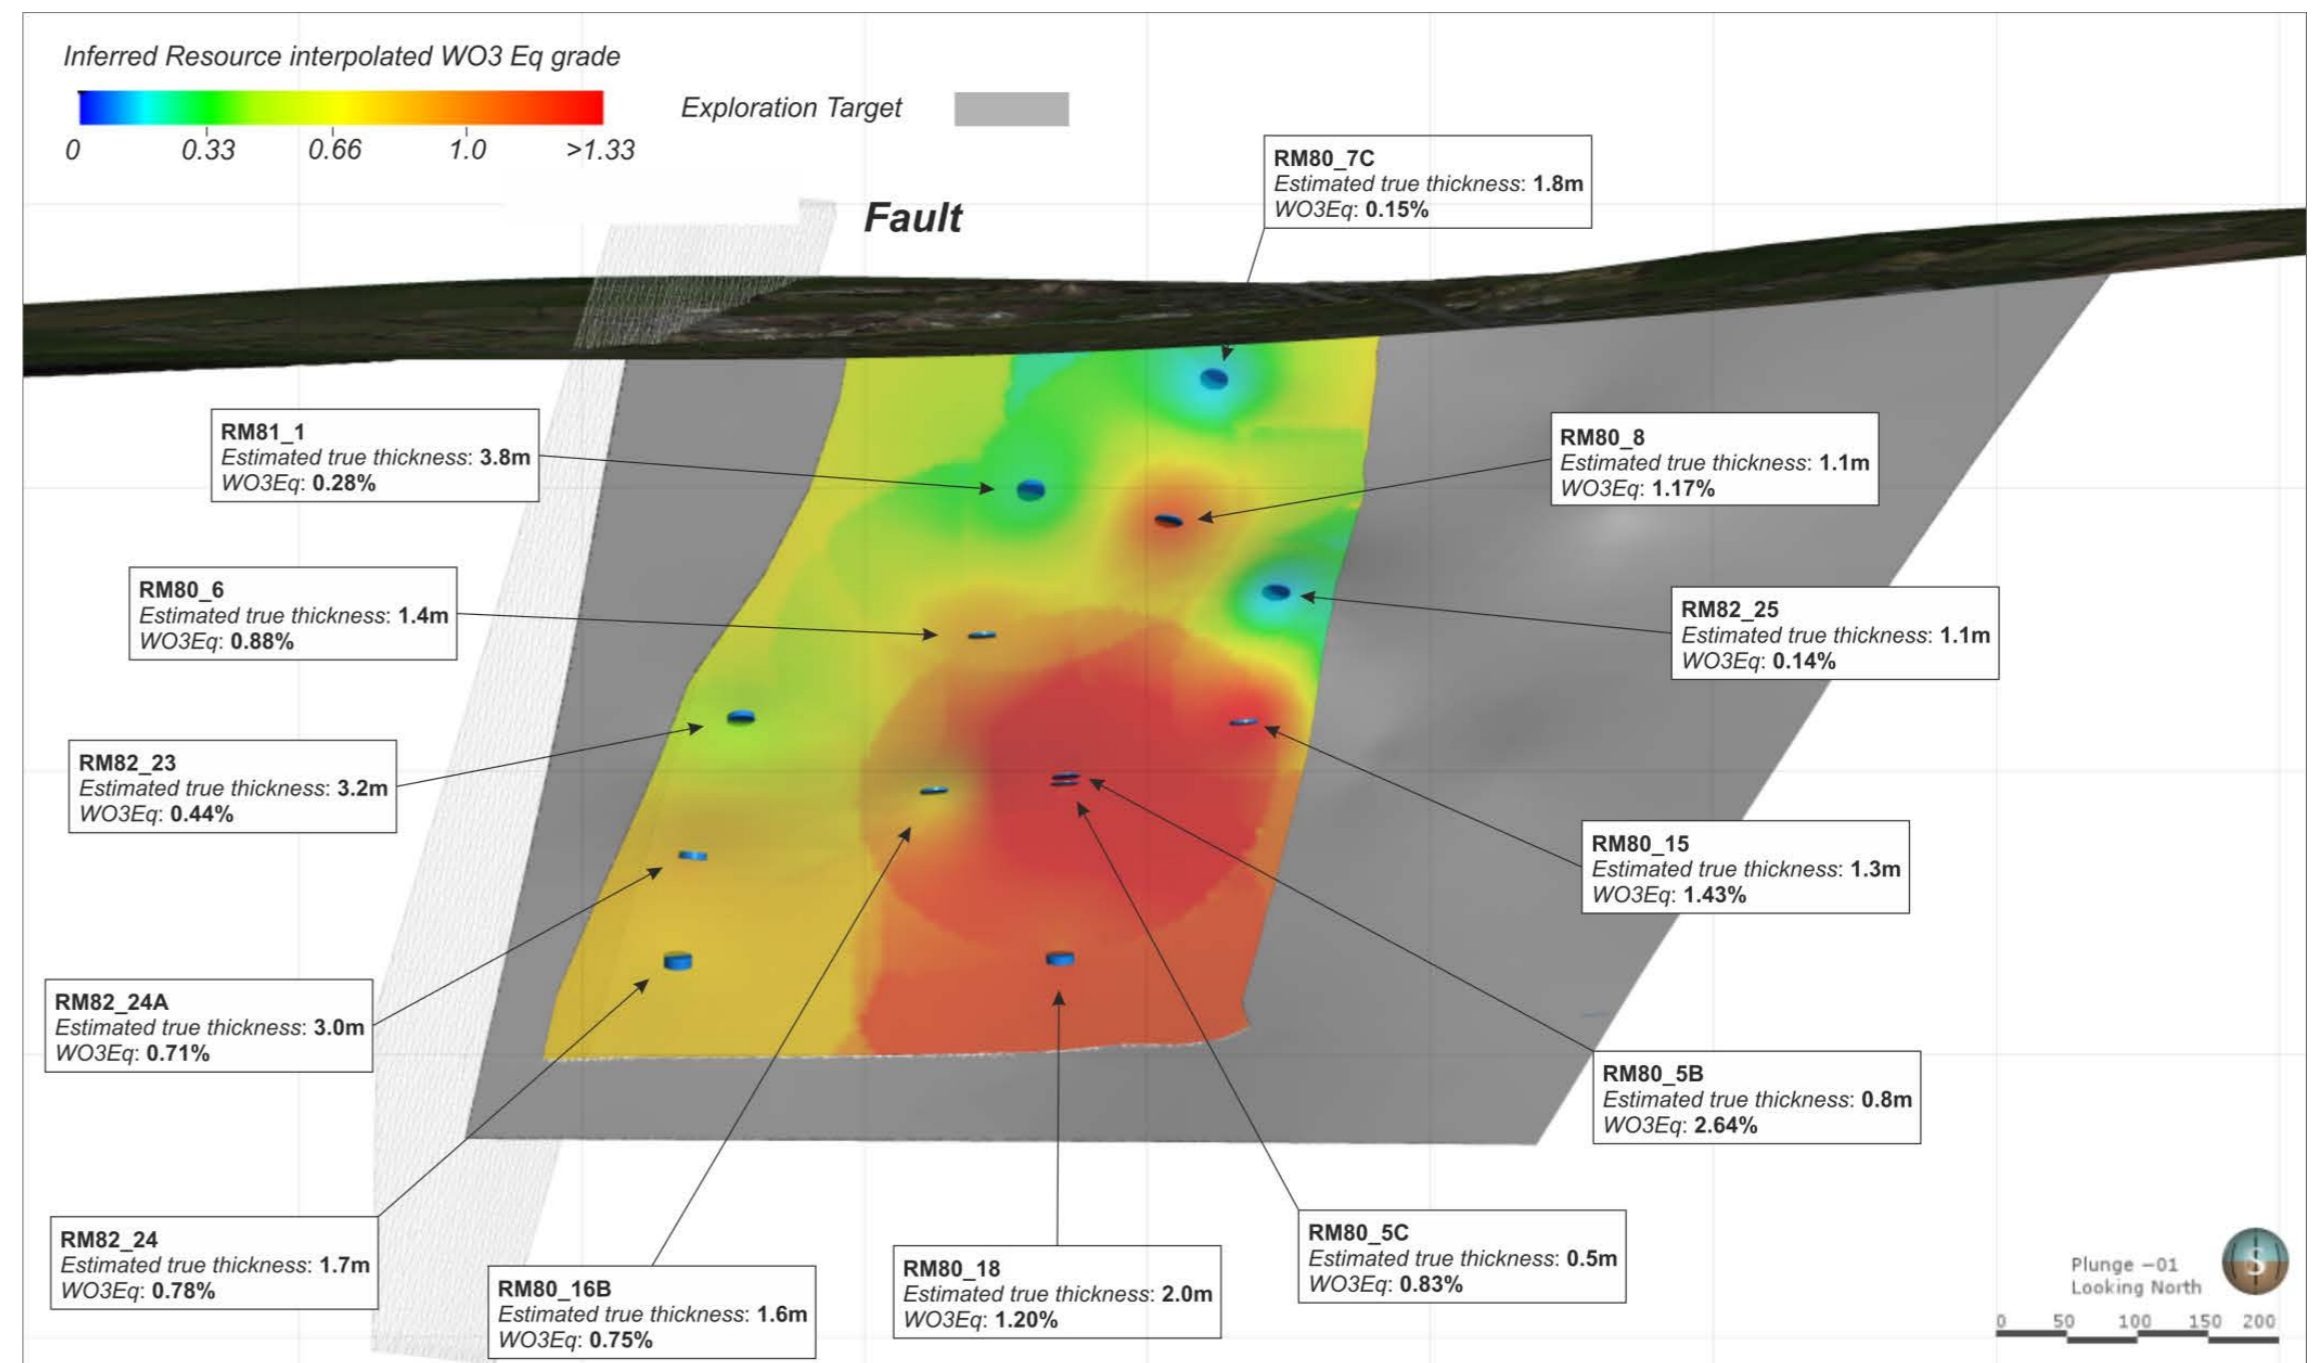 Inferred Resource interpolated WO3 Eq grade
0 0.33 0.66 1.0 >1.33
Exploration Target
Fault
RM80_7C
Estimated true thickness: 1.8m
WO3Eq: 0.15%
RM81_1
Estimated true thickness: 3.8m
WO3Eq: 0.28%
RM80_8
Estimated true thickness: 1.1m
WO3Eq: 1.17%
RM80_6
Estimated true thickness: 1.4m
WO3Eq: 0.88%
RM82_25
Estimated true thickness: 1.1m
WO3Eq: 0.14%
RM82_23
Estimated true thickness: 3.2m
WO3Eq: 0.44%
RM80_15
Estimated true thickness: 1.3m
WO3Eq: 1.43%
RM82_24A
Estimated true thickness: 3.0m
WO3Eq: 0.71%
RM80_5B
Estimated true thickness: 0.8m
WO3Eq: 2.64%
RM82_24
Estimated true thickness: 1.7m
WO3Eq: 0.78%
RM80_16B
Estimated true thickness: 1.6m
WO3Eq: 0.75%
RM80_18
Estimated true thickness: 2.0m
WO3Eq: 1.20%
RM80_5C
Estimated true thickness: 0.5m
WO3Eq: 0.83%
Plunge −01
Looking North
S
0 50 100 150 200